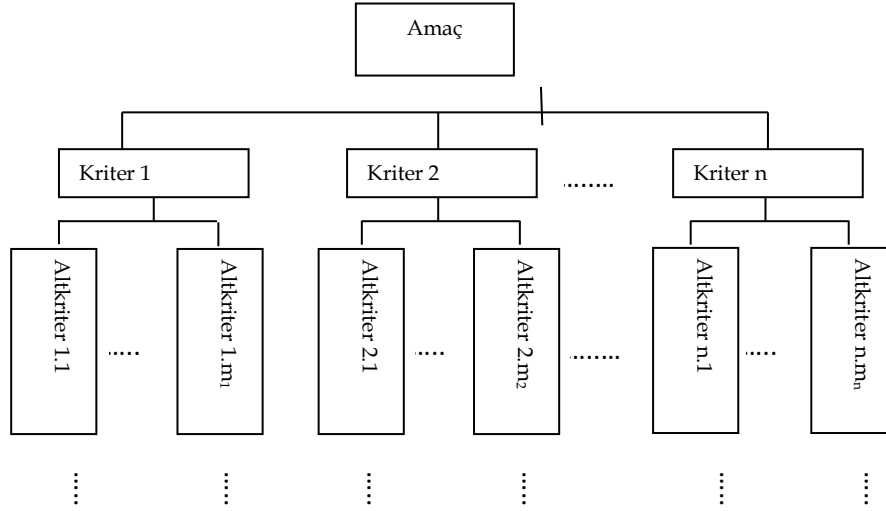 Amaç
Kriter 1
Kriter 2
........
Kriter n
Altkriter 1.1
.....
Altkriter 1.m₁
Altkriter 2.1
.....
Altkriter 2.m₂
........
Altkriter n.1
.....
Altkriter n.mₙ